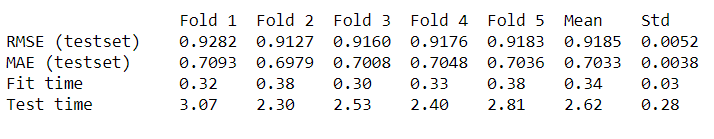 Fold 1 Fold 2 Fold 3 Fold 4 Fold 5 Mean Std
RMSE (testset) 0.9282 0.9127 0.9160 0.9176 0.9183 0.9185 0.0052
MAE (testset) 0.7093 0.6979 0.7008 0.7048 0.7036 0.7033 0.0038
Fit time 0.32 0.38 0.30 0.33 0.38 0.34 0.03
Test time 3.07 2.30 2.53 2.40 2.81 2.62 0.28